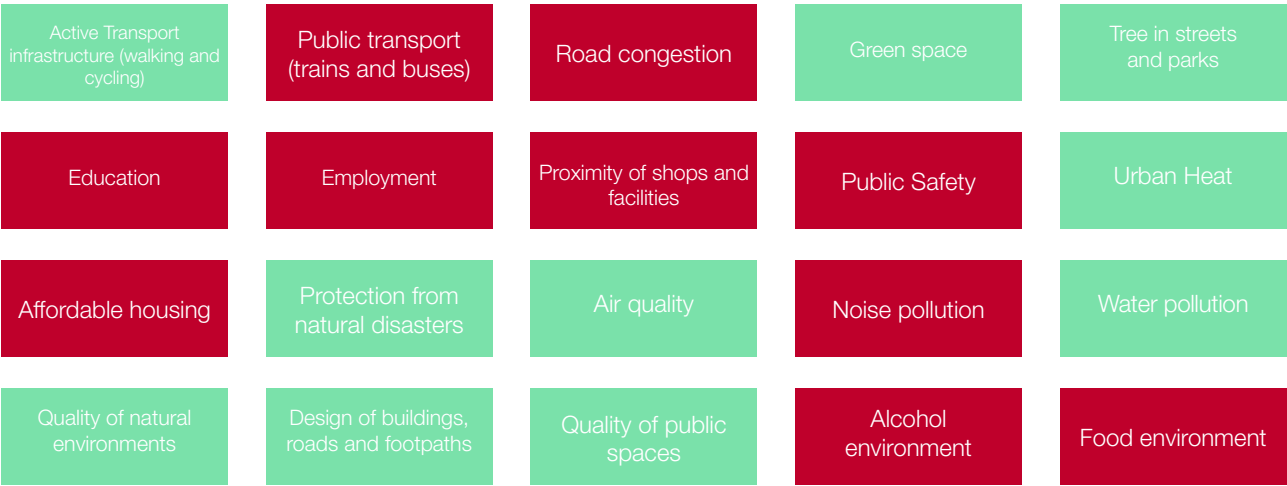 Active Transport
infrastructure (walking and
cycling)
Public transport
(trains and buses)
Road congestion
Green space
Tree in streets
and parks
Education
Employment
Proximity of shops and
facilities
Public Safety
Urban Heat
Affordable housing
Protection from
natural disasters
Air quality
Noise pollution
Water pollution
Quality of natural
environments
Design of buildings,
roads and footpaths
Quality of public
spaces
Alcohol
environment
Food environment